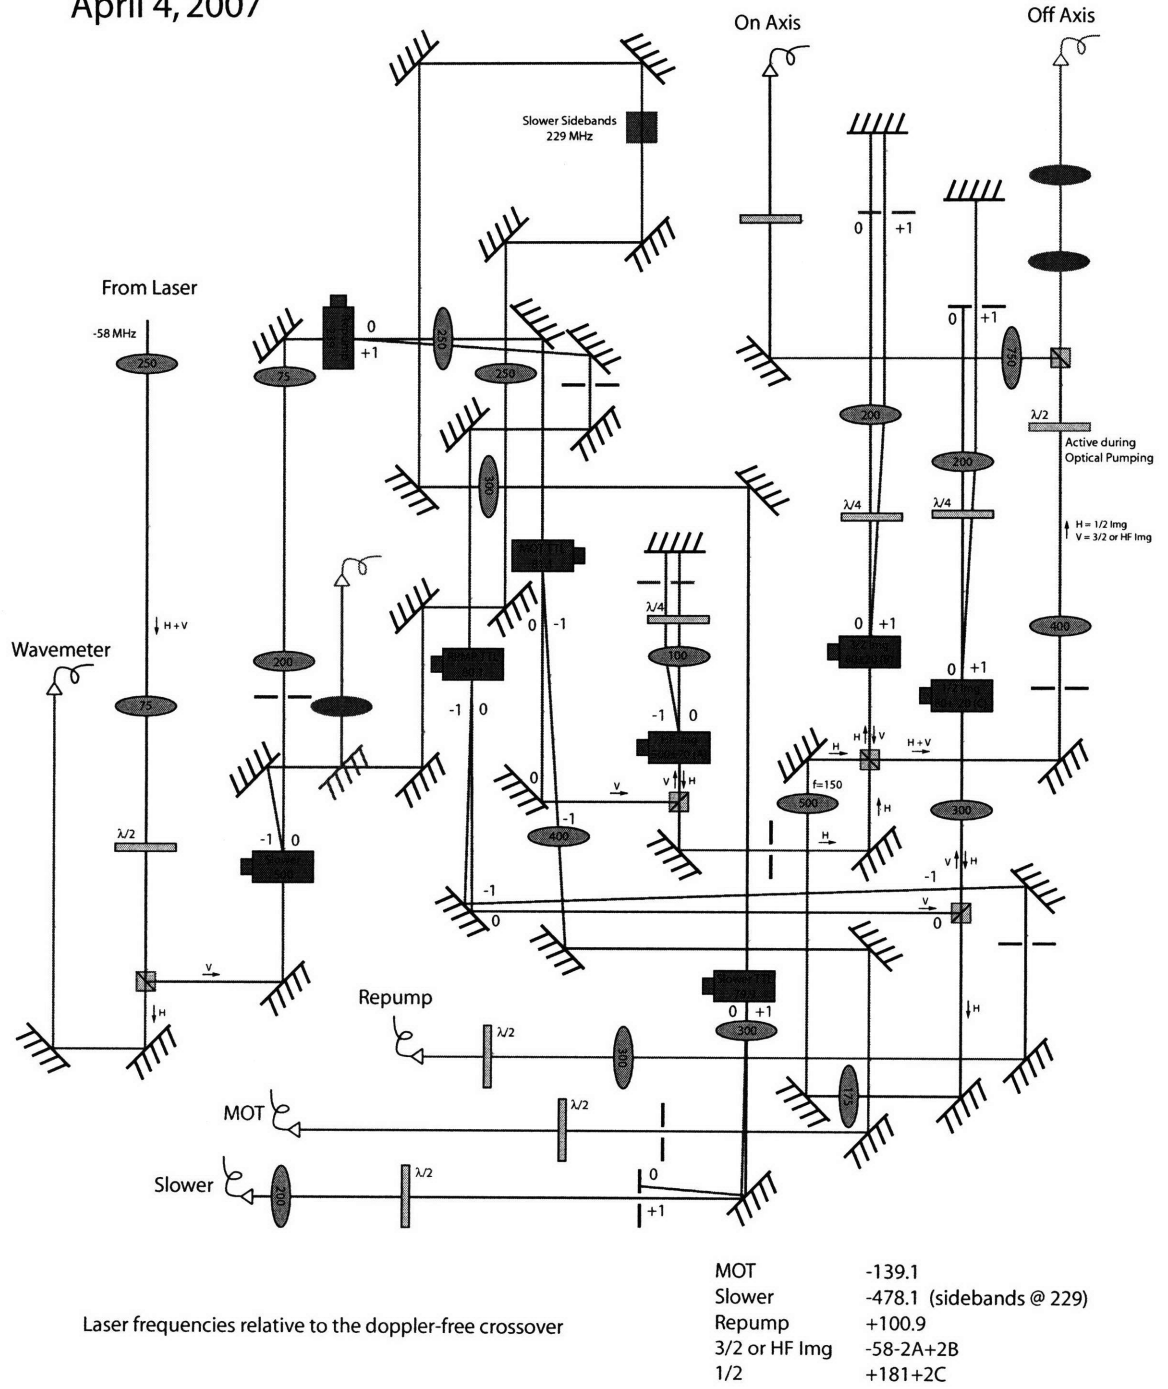 April 4, 2007
On Axis
Off Axis
Slower Sidebands
229 MHz
0
+1
From Laser
-58 MHz
250
0
+1
250
75
250
0
+1
750
200
λ/2
Active during
Optical Pumping
200
300
λ/4
λ/4
H = 1/2 Img
V = 3/2 or HF Img
H+V
λ/4
0
-1
0
+1
400
Wavemeter
200
100
0
+1
75
-1
0
-1
0
H
V
H
H+V
0
V
V
H
f=150
500
300
H
λ/2
-1
0
Slower
-1
400
H
-1
V
H
-1
0
V
0
V
H
Repump
0
+1
300
H
λ/2
300
175
MOT
λ/2
Slower
200
λ/2
0
+1
MOT -139.1
Slower -478.1 (sidebands @ 229)
Laser frequencies relative to the doppler-free crossover
Repump +100.9
3/2 or HF Img -58-2A+2B
1/2 +181+2C